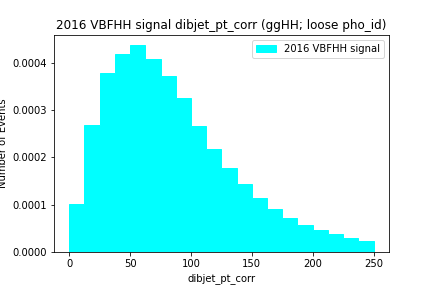 2016 VBFHH signal dibjet_pt_corr (ggHH; loose pho_id)
2016 VBFHH signal
Number of Events
0.0004
0.0003
0.0002
0.0001
0.0000
0 50 100 150 200 250
dibjet_pt_corr